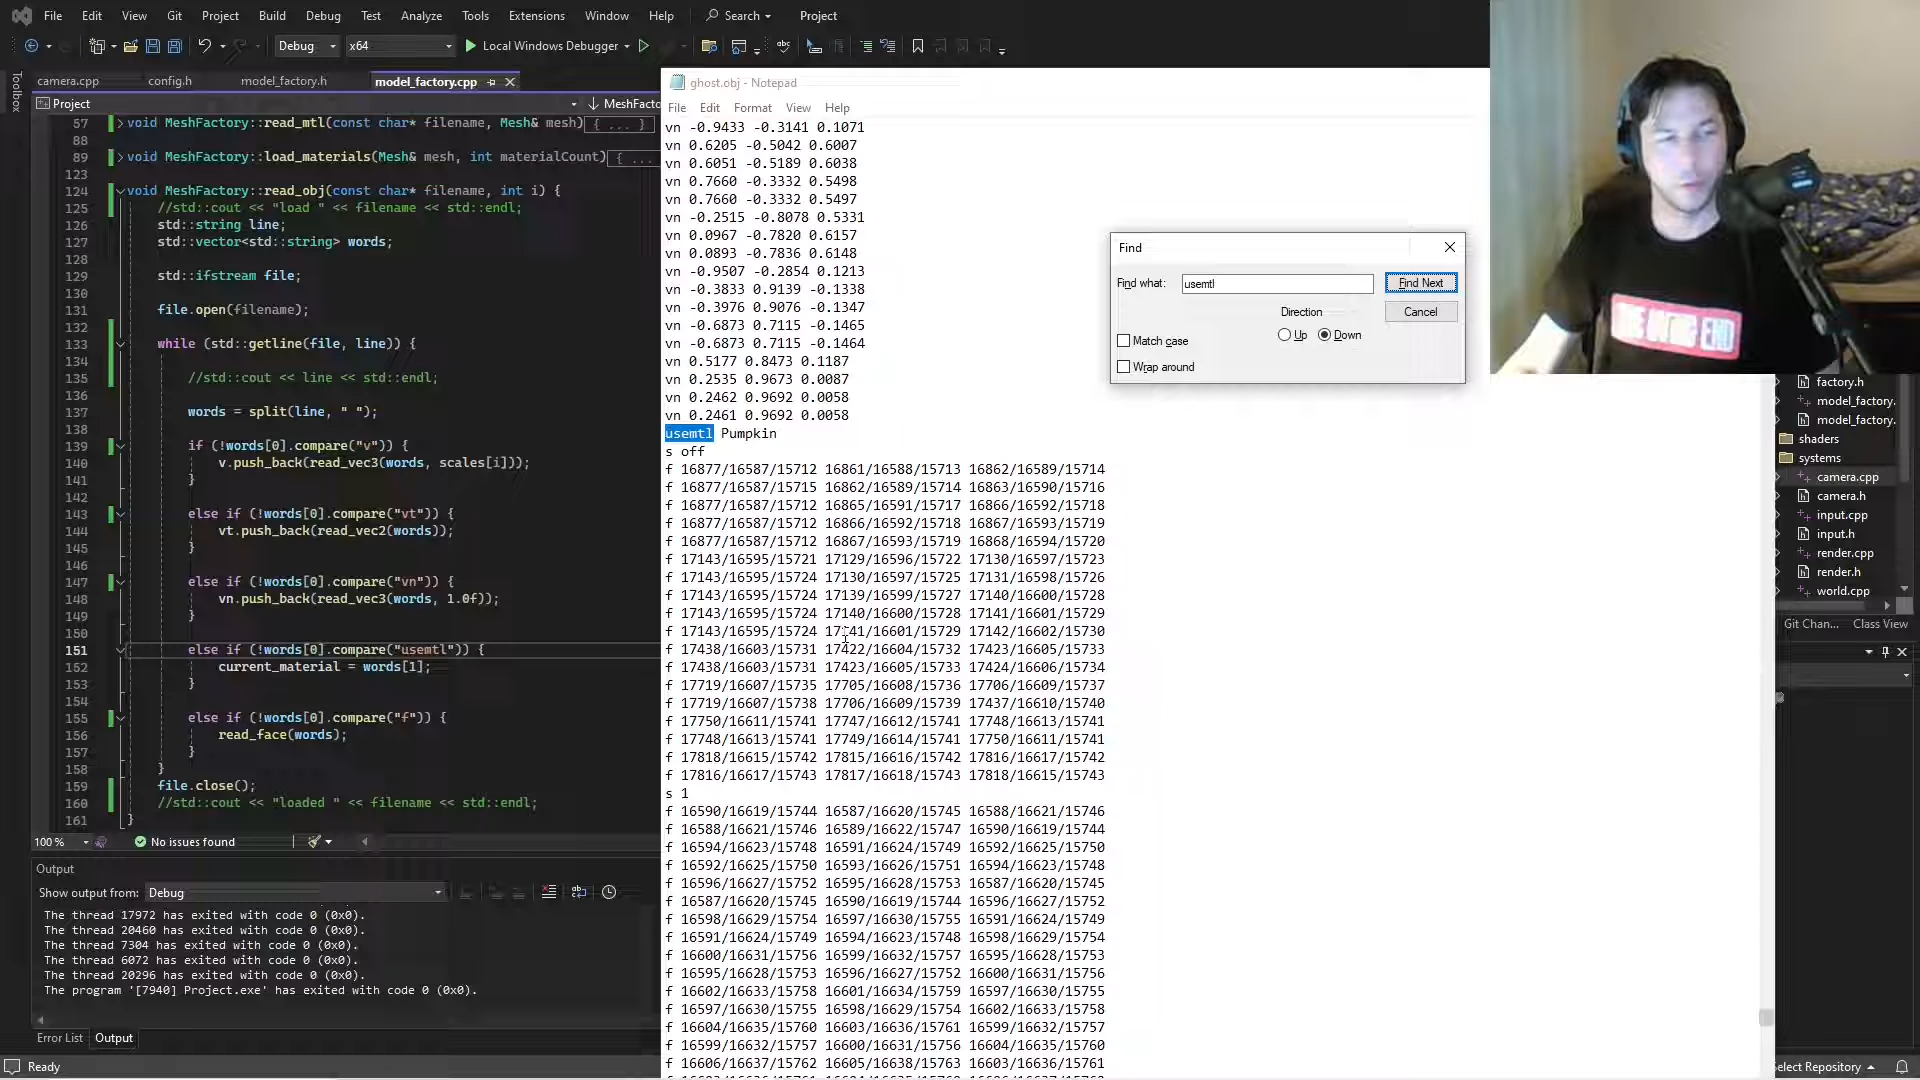 File Edit View Git Project Build Debug Test Analyze Tools Extensions Window Help Search Project
Debug x64 Local Windows Debugger
Toolbox
camera.cpp config.h model_factory.h model_factory.cpp
Project MeshFacto
57 void MeshFactory::read_mtl(const char* filename, Mesh& mesh){ ... }
88
89 void MeshFactory::load_materials(Mesh& mesh, int materialCount){ ...
123
124 void MeshFactory::read_obj(const char* filename, int i) {
125 //std::cout << "load " << filename << std::endl;
126 std::string line;
127 std::vector<std::string> words;
128
129 std::ifstream file;
130
131 file.open(filename);
132
133 while (std::getline(file, line)) {
134
135 //std::cout << line << std::endl;
136
137 words = split(line, " ");
138
139 if (!words[0].compare("v")) {
140 v.push_back(read_vec3(words, scales[i]));
141 }
142
143 else if (!words[0].compare("vt")) {
144 vt.push_back(read_vec2(words));
145 }
146
147 else if (!words[0].compare("vn")) {
148 vn.push_back(read_vec3(words, 1.0f));
149 }
150
151 else if (!words[0].compare("usemtl")) {
152 current_material = words[1];
153 }
154
155 else if (!words[0].compare("f")) {
156 read_face(words);
157 }
158 }
159 file.close();
160 //std::cout << "loaded " << filename << std::endl;
161 }
100 % No issues found
Output
Show output from: Debug
The thread 17972 has exited with code 0 (0x0).
The thread 20460 has exited with code 0 (0x0).
The thread 7304 has exited with code 0 (0x0).
The thread 6072 has exited with code 0 (0x0).
The thread 20296 has exited with code 0 (0x0).
The program '[7940] Project.exe' has exited with code 0 (0x0).
Error List Output
Ready
ghost.obj - Notepad
File Edit Format View Help
vn -0.9433 -0.3141 0.1071
vn 0.6205 -0.5042 0.6007
vn 0.6051 -0.5189 0.6038
vn 0.7660 -0.3332 0.5498
vn 0.7660 -0.3332 0.5497
vn -0.2515 -0.8078 0.5331
vn 0.0967 -0.7820 0.6157
vn 0.0893 -0.7836 0.6148
vn -0.9507 -0.2854 0.1213
vn -0.3833 0.9139 -0.1338
vn -0.3976 0.9076 -0.1347
vn -0.6873 0.7115 -0.1465
vn -0.6873 0.7115 -0.1464
vn 0.5177 0.8473 0.1187
vn 0.2535 0.9673 0.0087
vn 0.2462 0.9692 0.0058
vn 0.2461 0.9692 0.0058
usemtl Pumpkin
s off
f 16877/16587/15712 16861/16588/15713 16862/16589/15714
f 16877/16587/15715 16862/16589/15714 16863/16590/15716
f 16877/16587/15712 16865/16591/15717 16866/16592/15718
f 16877/16587/15712 16866/16592/15718 16867/16593/15719
f 16877/16587/15712 16867/16593/15719 16868/16594/15720
f 17143/16595/15721 17129/16596/15722 17130/16597/15723
f 17143/16595/15724 17130/16597/15725 17131/16598/15726
f 17143/16595/15724 17139/16599/15727 17140/16600/15728
f 17143/16595/15724 17140/16600/15728 17141/16601/15729
f 17143/16595/15724 17141/16601/15729 17142/16602/15730
f 17438/16603/15731 17422/16604/15732 17423/16605/15733
f 17438/16603/15731 17423/16605/15733 17424/16606/15734
f 17719/16607/15735 17705/16608/15736 17706/16609/15737
f 17719/16607/15738 17706/16609/15739 17437/16610/15740
f 17750/16611/15741 17747/16612/15741 17748/16613/15741
f 17748/16613/15741 17749/16614/15741 17750/16611/15741
f 17818/16615/15742 17815/16616/15742 17816/16617/15742
f 17816/16617/15743 17817/16618/15743 17818/16615/15743
s 1
f 16590/16619/15744 16587/16620/15745 16588/16621/15746
f 16588/16621/15746 16589/16622/15747 16590/16619/15744
f 16594/16623/15748 16591/16624/15749 16592/16625/15750
f 16592/16625/15750 16593/16626/15751 16594/16623/15748
f 16596/16627/15752 16595/16628/15753 16587/16620/15745
f 16587/16620/15745 16590/16619/15744 16596/16627/15752
f 16598/16629/15754 16597/16630/15755 16591/16624/15749
f 16591/16624/15749 16594/16623/15748 16598/16629/15754
f 16600/16631/15756 16599/16632/15757 16595/16628/15753
f 16595/16628/15753 16596/16627/15752 16600/16631/15756
f 16602/16633/15758 16601/16634/15759 16597/16630/15755
f 16597/16630/15755 16598/16629/15754 16602/16633/15758
f 16604/16635/15760 16603/16636/15761 16599/16632/15757
f 16599/16632/15757 16600/16631/15756 16604/16635/15760
f 16606/16637/15762 16605/16638/15763 16603/16636/15761
Find
Find what: usemtl Find Next
Direction Cancel
Up Down
Match case
Wrap around
factory.h
model_factory.
model_factory.
shaders
systems
camera.cpp
camera.h
input.cpp
input.h
render.cpp
render.h
world.cpp
Git Chan... Class View
elect Repository